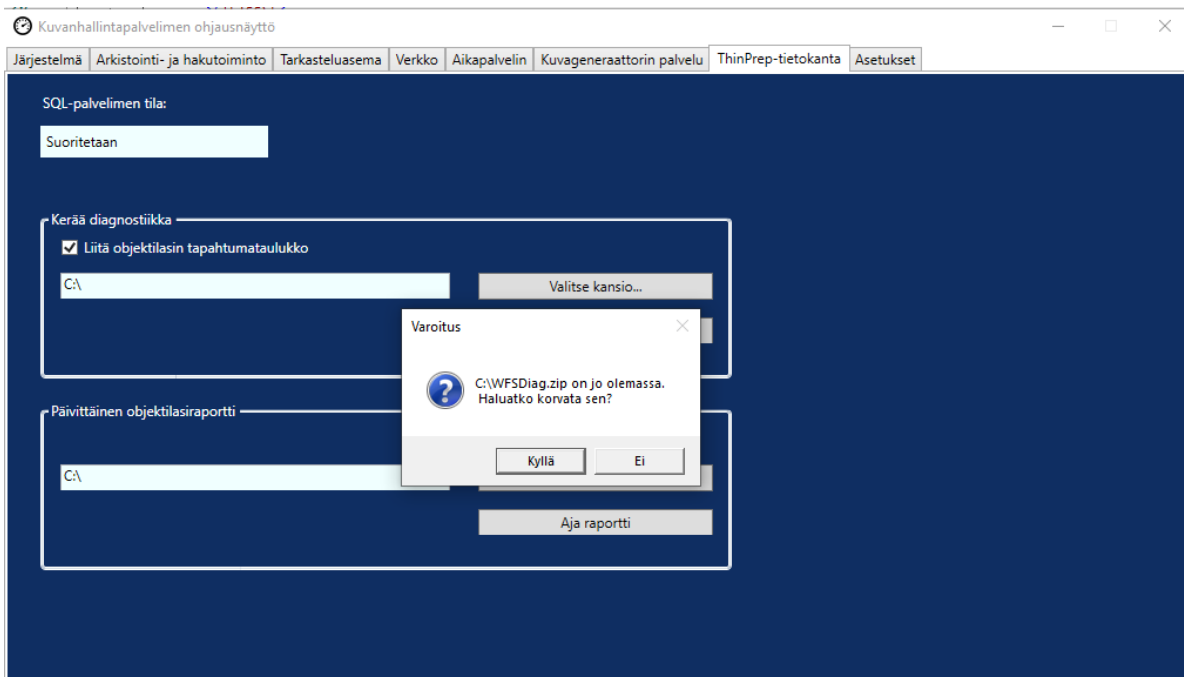 Kuvanhallintapalvelimen ohjausnäyttö
Järjestelmä Arkistointi- ja hakutoiminto Tarkasteluasema Verkko Aikapalvelin Kuvageneraattorin palvelu ThinPrep-tietokanta Asetukset
SQL-palvelimen tila:
Suoritetaan
Kerää diagnostiikka
Liitä objektilasin tapahtumataulukko
C:\ Valitse kansio...
Varoitus
C:\WFSDiag.zip on jo olemassa.
Haluatko korvata sen?
Kyllä Ei
Päivittäinen objektilasiraportti
C:\
Aja raportti